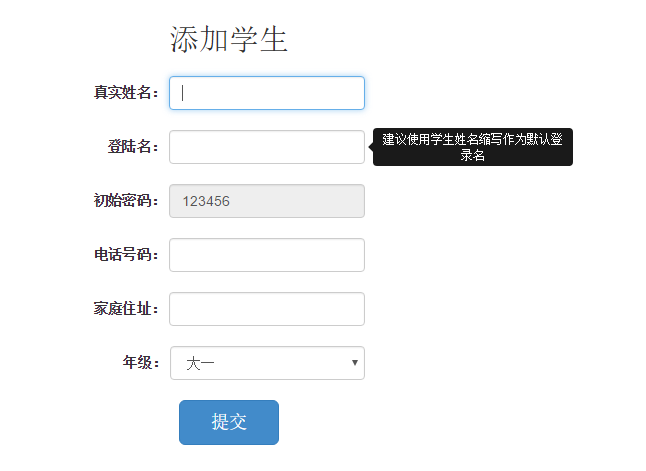 添加学生
真实姓名：
登陆名：
建议使用学生姓名缩写作为默认登
录名
初始密码：
123456
电话号码：
家庭住址：
年级：
大一
提交